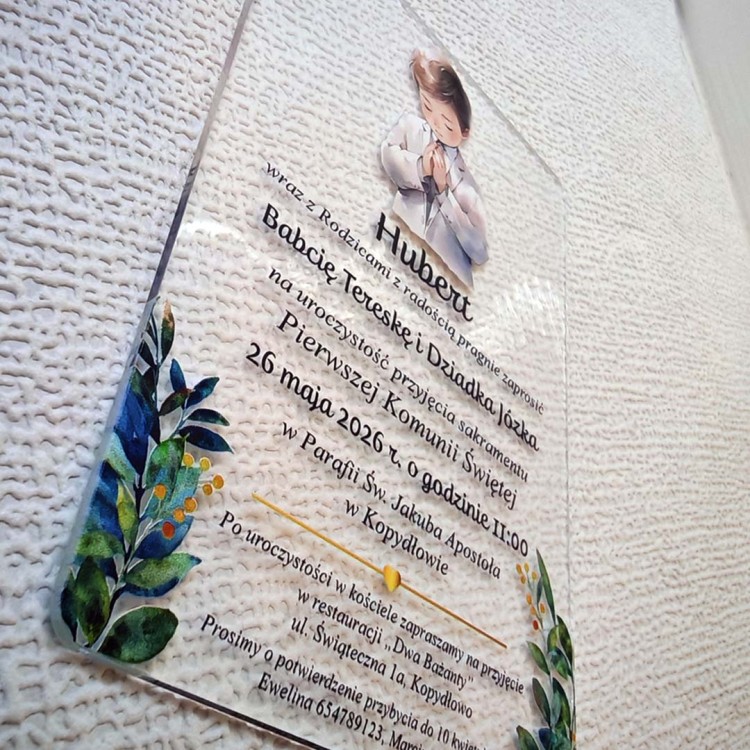 Hubert
wraz z Rodzicami z radością pragnie zaprosić
Babcię Tereskę i Dziadka Józka
na uroczystość przyjęcia sakramentu
Pierwszej Komunii Świętej
26 maja 2026 r. o godzinie 11:00
w Parafii Św. Jakuba Apostoła
w Kopydłowie
Po uroczystości w kościele zapraszamy na przyjęcie
w restauracji „Dwa Bażanty"
ul. Świąteczna 1a, Kopydłowo
Prosimy o potwierdzenie przybycia do 10
Ewelina 654789123,